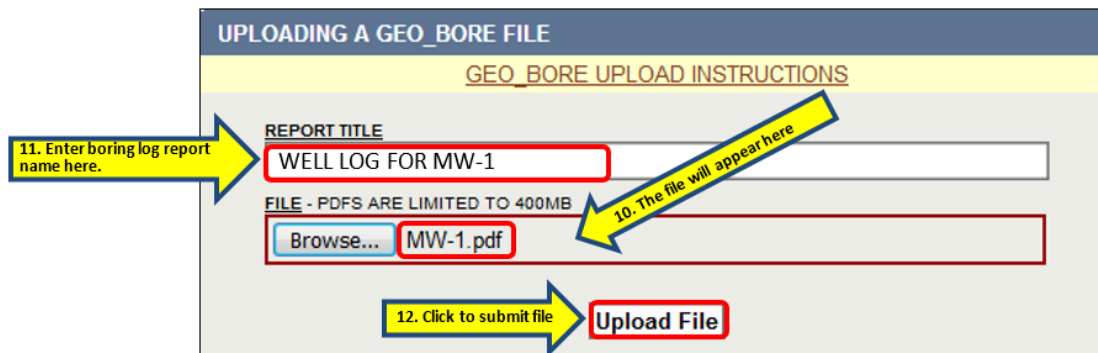 UPLOADING A GEO_BORE FILE
GEO_BORE UPLOAD INSTRUCTIONS
REPORT TITLE
11. Enter boring log report
name here.
WELL LOG FOR MW-1
10. The file will appear here
FILE - PDFS ARE LIMITED TO 400MB
Browse... MW-1.pdf
12. Click to submit file
Upload File